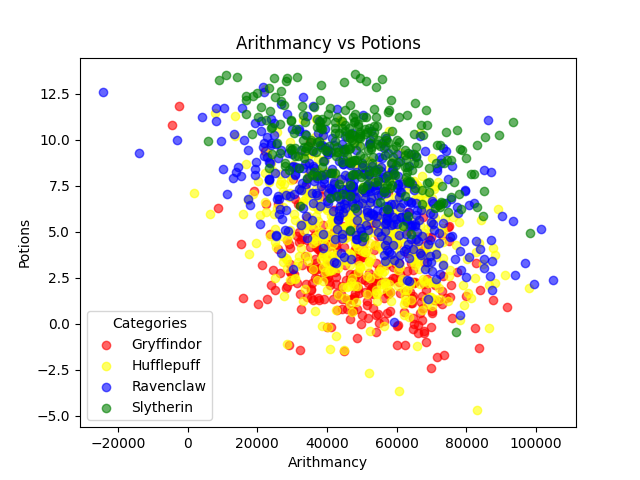 Arithmancy vs Potions
12.5
10.0
7.5
5.0
2.5
0.0
−2.5
−5.0
Potions
Categories
Gryffindor
Hufflepuff
Ravenclaw
Slytherin
−20000 0 20000 40000 60000 80000 100000
Arithmancy